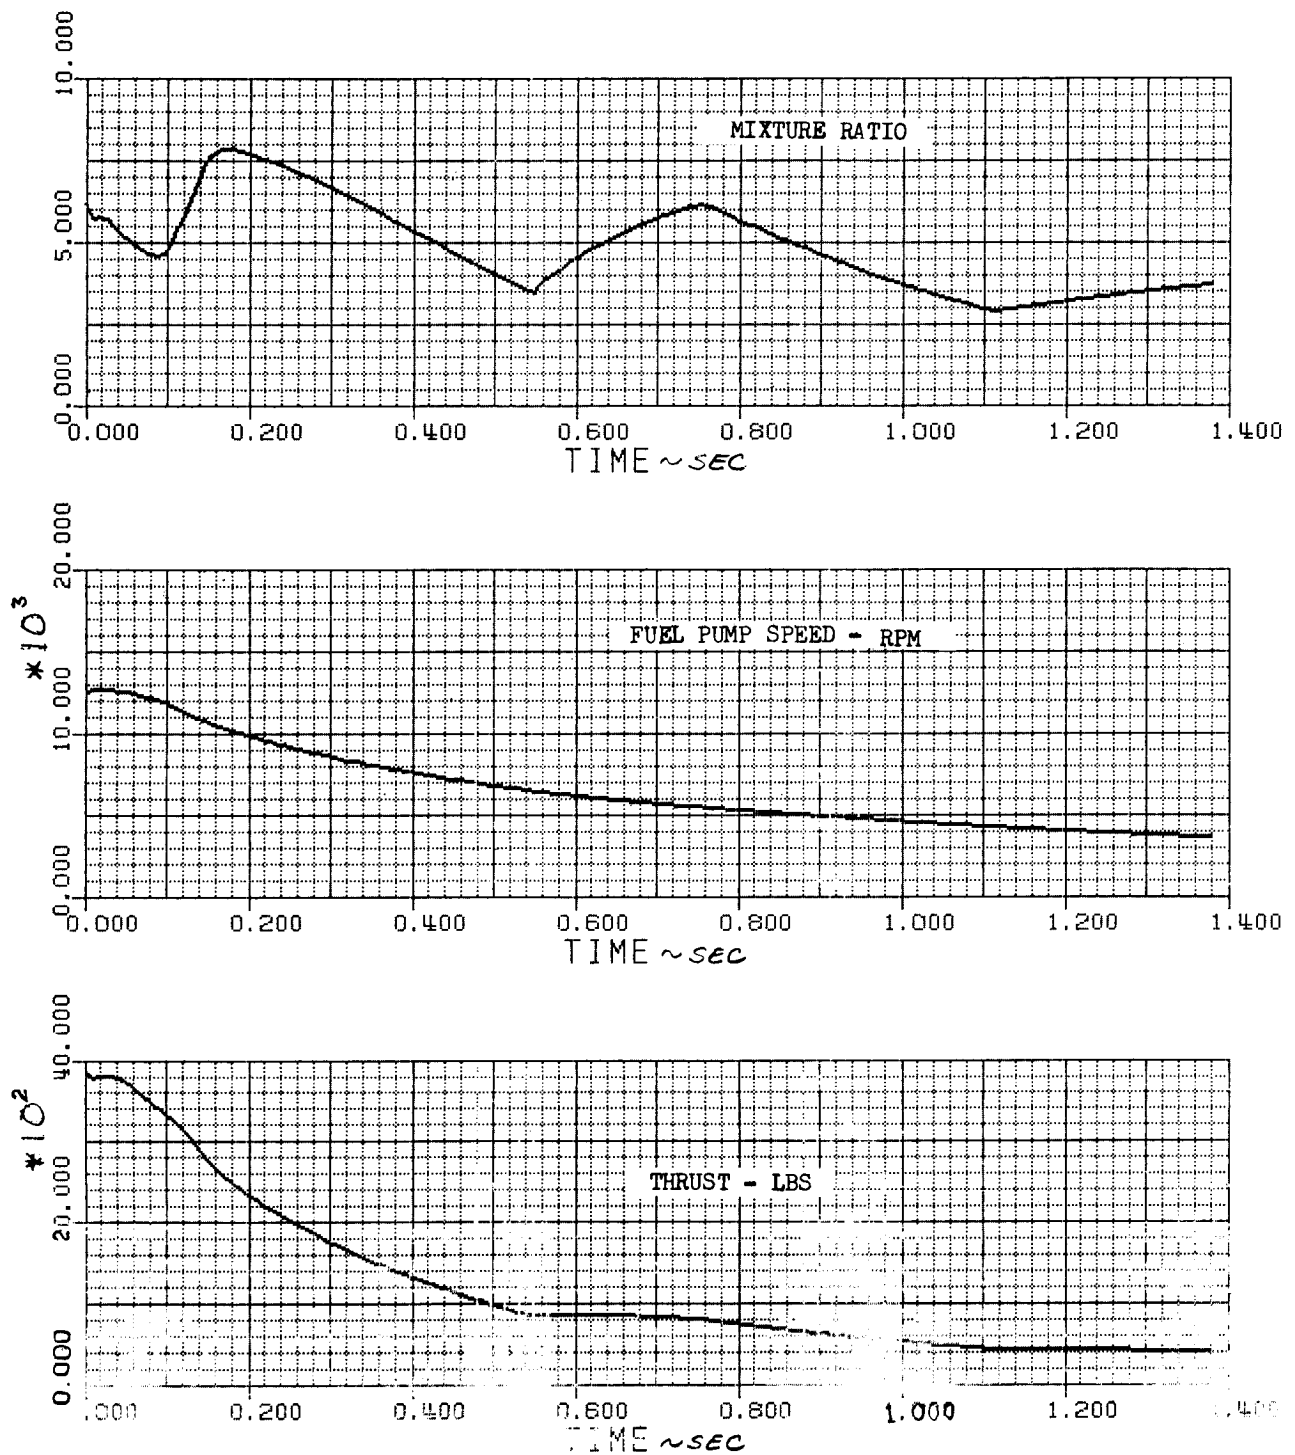 10.000
MIXTURE RATIO
5.000
0.000
0.000 0.200 0.400 0.600 0.800 1.000 1.200 1.400
TIME ~ SEC
20.000
*10³
FUEL PUMP SPEED - RPM
10.000
0.000
0.000 0.200 0.400 0.600 0.800 1.000 1.200 1.400
TIME ~ SEC
40.000
*10²
THRUST - LBS
20.000
0.000
.000 0.200 0.400 0.600 0.800 1.000 1.200 1.400
TIME ~ SEC